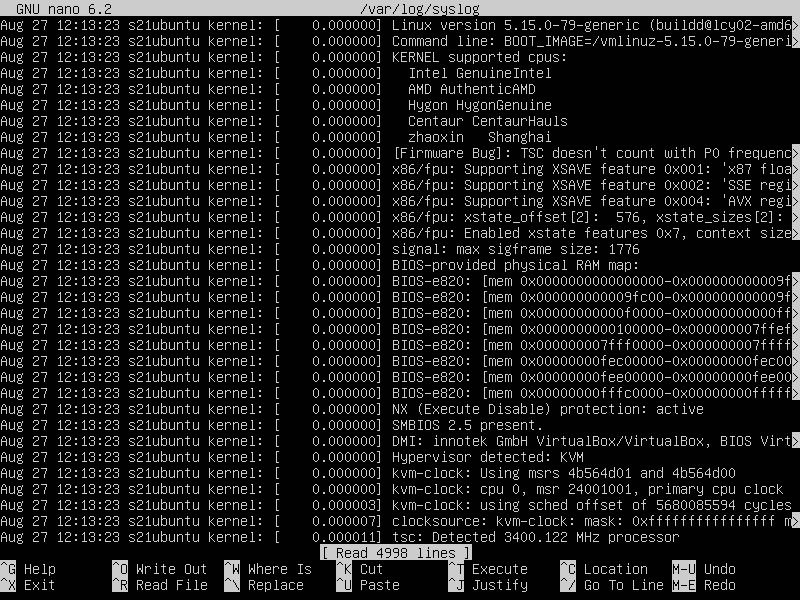 GNU nano 6.2 /var/log/syslog
Aug 27 12:13:23 s21ubuntu kernel: [    0.000000] Linux version 5.15.0-79-generic (buildd@lcy02-amd6>
Aug 27 12:13:23 s21ubuntu kernel: [    0.000000] Command line: BOOT_IMAGE=/vmlinuz-5.15.0-79-generi>
Aug 27 12:13:23 s21ubuntu kernel: [    0.000000] KERNEL supported cpus:
Aug 27 12:13:23 s21ubuntu kernel: [    0.000000]   Intel GenuineIntel
Aug 27 12:13:23 s21ubuntu kernel: [    0.000000]   AMD AuthenticAMD
Aug 27 12:13:23 s21ubuntu kernel: [    0.000000]   Hygon HygonGenuine
Aug 27 12:13:23 s21ubuntu kernel: [    0.000000]   Centaur CentaurHauls
Aug 27 12:13:23 s21ubuntu kernel: [    0.000000]   zhaoxin   Shanghai
Aug 27 12:13:23 s21ubuntu kernel: [    0.000000] [Firmware Bug]: TSC doesn't count with P0 frequenc>
Aug 27 12:13:23 s21ubuntu kernel: [    0.000000] x86/fpu: Supporting XSAVE feature 0x001: 'x87 floa>
Aug 27 12:13:23 s21ubuntu kernel: [    0.000000] x86/fpu: Supporting XSAVE feature 0x002: 'SSE regi>
Aug 27 12:13:23 s21ubuntu kernel: [    0.000000] x86/fpu: Supporting XSAVE feature 0x004: 'AVX regi>
Aug 27 12:13:23 s21ubuntu kernel: [    0.000000] x86/fpu: xstate_offset[2]:  576, xstate_sizes[2]: >
Aug 27 12:13:23 s21ubuntu kernel: [    0.000000] x86/fpu: Enabled xstate features 0x7, context size>
Aug 27 12:13:23 s21ubuntu kernel: [    0.000000] signal: max sigframe size: 1776
Aug 27 12:13:23 s21ubuntu kernel: [    0.000000] BIOS-provided physical RAM map:
Aug 27 12:13:23 s21ubuntu kernel: [    0.000000] BIOS-e820: [mem 0x0000000000000000-0x000000000009f>
Aug 27 12:13:23 s21ubuntu kernel: [    0.000000] BIOS-e820: [mem 0x000000000009fc00-0x000000000009f>
Aug 27 12:13:23 s21ubuntu kernel: [    0.000000] BIOS-e820: [mem 0x00000000000f0000-0x00000000000ff>
Aug 27 12:13:23 s21ubuntu kernel: [    0.000000] BIOS-e820: [mem 0x0000000000100000-0x000000007ffef>
Aug 27 12:13:23 s21ubuntu kernel: [    0.000000] BIOS-e820: [mem 0x000000007fff0000-0x000000007ffff>
Aug 27 12:13:23 s21ubuntu kernel: [    0.000000] BIOS-e820: [mem 0x00000000fec00000-0x00000000fec00>
Aug 27 12:13:23 s21ubuntu kernel: [    0.000000] BIOS-e820: [mem 0x00000000fee00000-0x00000000fee00>
Aug 27 12:13:23 s21ubuntu kernel: [    0.000000] BIOS-e820: [mem 0x00000000fffc0000-0x00000000fffff>
Aug 27 12:13:23 s21ubuntu kernel: [    0.000000] NX (Execute Disable) protection: active
Aug 27 12:13:23 s21ubuntu kernel: [    0.000000] SMBIOS 2.5 present.
Aug 27 12:13:23 s21ubuntu kernel: [    0.000000] DMI: innotek GmbH VirtualBox/VirtualBox, BIOS Virt>
Aug 27 12:13:23 s21ubuntu kernel: [    0.000000] Hypervisor detected: KVM
Aug 27 12:13:23 s21ubuntu kernel: [    0.000000] kvm-clock: Using msrs 4b564d01 and 4b564d00
Aug 27 12:13:23 s21ubuntu kernel: [    0.000000] kvm-clock: cpu 0, msr 24001001, primary cpu clock
Aug 27 12:13:23 s21ubuntu kernel: [    0.000003] kvm-clock: using sched offset of 5680085594 cycles
Aug 27 12:13:23 s21ubuntu kernel: [    0.000007] clocksource: kvm-clock: mask: 0xffffffffffffffff m>
Aug 27 12:13:23 s21ubuntu kernel: [    0.000011] tsc: Detected 3400.122 MHz processor
[ Read 4998 lines ]
^G Help ^O Write Out ^W Where Is ^K Cut ^T Execute ^C Location M-U Undo
^X Exit ^R Read File ^\ Replace ^U Paste ^J Justify ^/ Go To Line M-E Redo